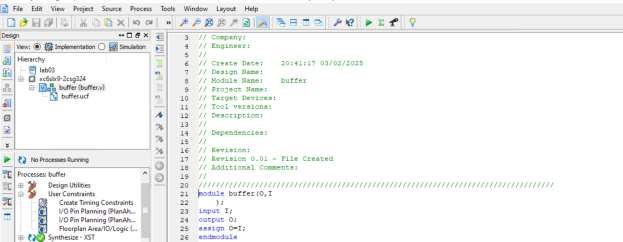 File Edit View Project Source Process Tools Window Layout Help
Design
View: Implementation Simulation
Hierarchy
lab03
xc6slx9-2csg324
buffer (buffer.v)
buffer.ucf
No Processes Running
Processes: buffer
Design Utilities
User Constraints
Create Timing Constraints
I/O Pin Planning (PlanAh...
I/O Pin Planning (PlanAh...
Floorplan Area/IO/Logic (...
Synthesize - XST
3 // Company:
4 // Engineer:
5 //
6 // Create Date: 20:41:17 03/02/2025
7 // Design Name:
8 // Module Name: buffer
9 // Project Name:
10 // Target Devices:
11 // Tool versions:
12 // Description:
13 //
14 // Dependencies:
15 //
16 // Revision:
17 // Revision 0.01 - File Created
18 // Additional Comments:
19 //
20 //////////////////////////////////////////////////////////////////////////////////
21 module buffer(O,I
22 );
23 input I;
24 output O;
25 assign O=I;
26 endmodule